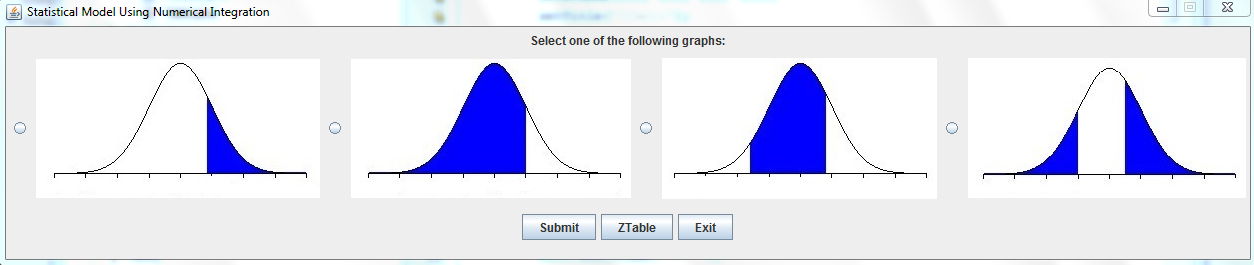 Statistical Model Using Numerical Integration
Select one of the following graphs:
Submit ZTable Exit